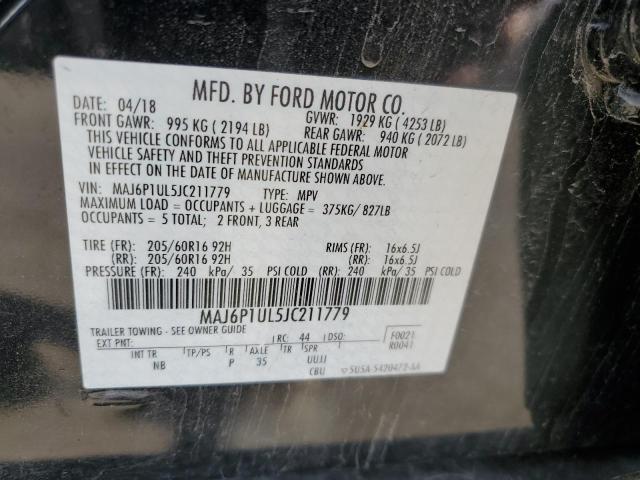 MFD. BY FORD MOTOR CO.
DATE: 04/18 GVWR: 1929 KG ( 4253 LB)
FRONT GAWR: 995 KG ( 2194 LB) REAR GAWR: 940 KG ( 2072 LB)
THIS VEHICLE CONFORMS TO ALL APPLICABLE FEDERAL MOTOR
VEHICLE SAFETY AND THEFT PREVENTION STANDARDS
IN EFFECT ON THE DATE OF MANUFACTURE SHOWN ABOVE.
VIN: MAJ6P1UL5JC211779 TYPE: MPV
MAXIMUM LOAD = OCCUPANTS + LUGGAGE = 375KG/ 827LB
OCCUPANTS = 5 TOTAL; 2 FRONT, 3 REAR
TIRE (FR): 205/60R16 92H RIMS (FR): 16x6.5J
(RR): 205/60R16 92H (RR): 16x6.5J
PRESSURE (FR): 240 kPa/ 35 PSI COLD (RR): 240 kPa/ 35 PSI COLD
MAJ6P1UL5JC211779
TRAILER TOWING - SEE OWNER GUIDE
EXT PNT: RC: 44 DSO: F0021
R0041
INT TR TP/PS R AXLE TR SPR
NB P 35 UUJJ
CBU 5U5A-5420472-AA